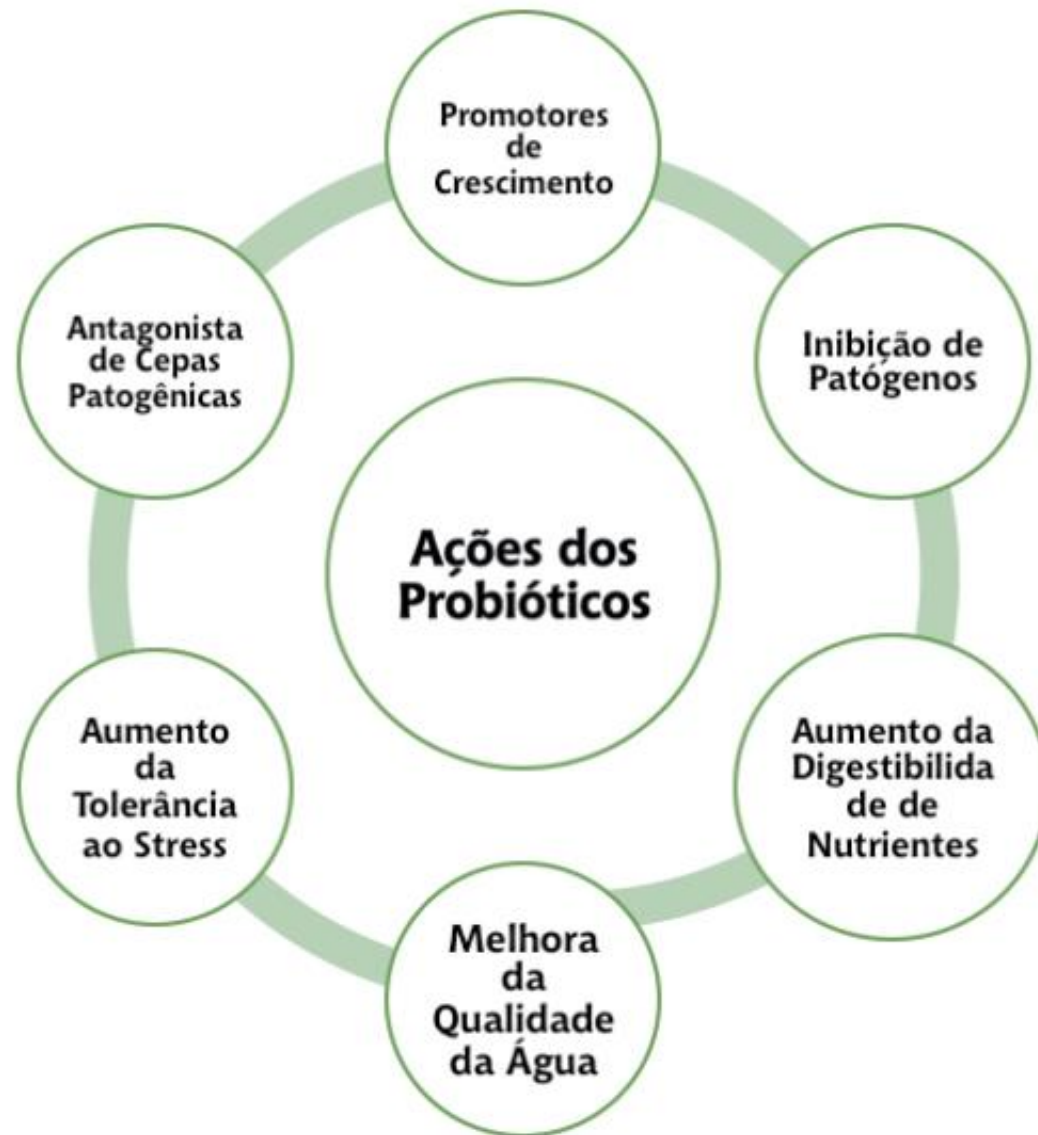 Promotores
de
Crescimento
Inibição de
Patógenos
Aumento da
Digestibilida
de de
Nutrientes
Melhora
da
Qualidade
da Água
Aumento
da
Tolerância
ao Stress
Antagonista
de Cepas
Patogênicas
Ações dos
Probióticos